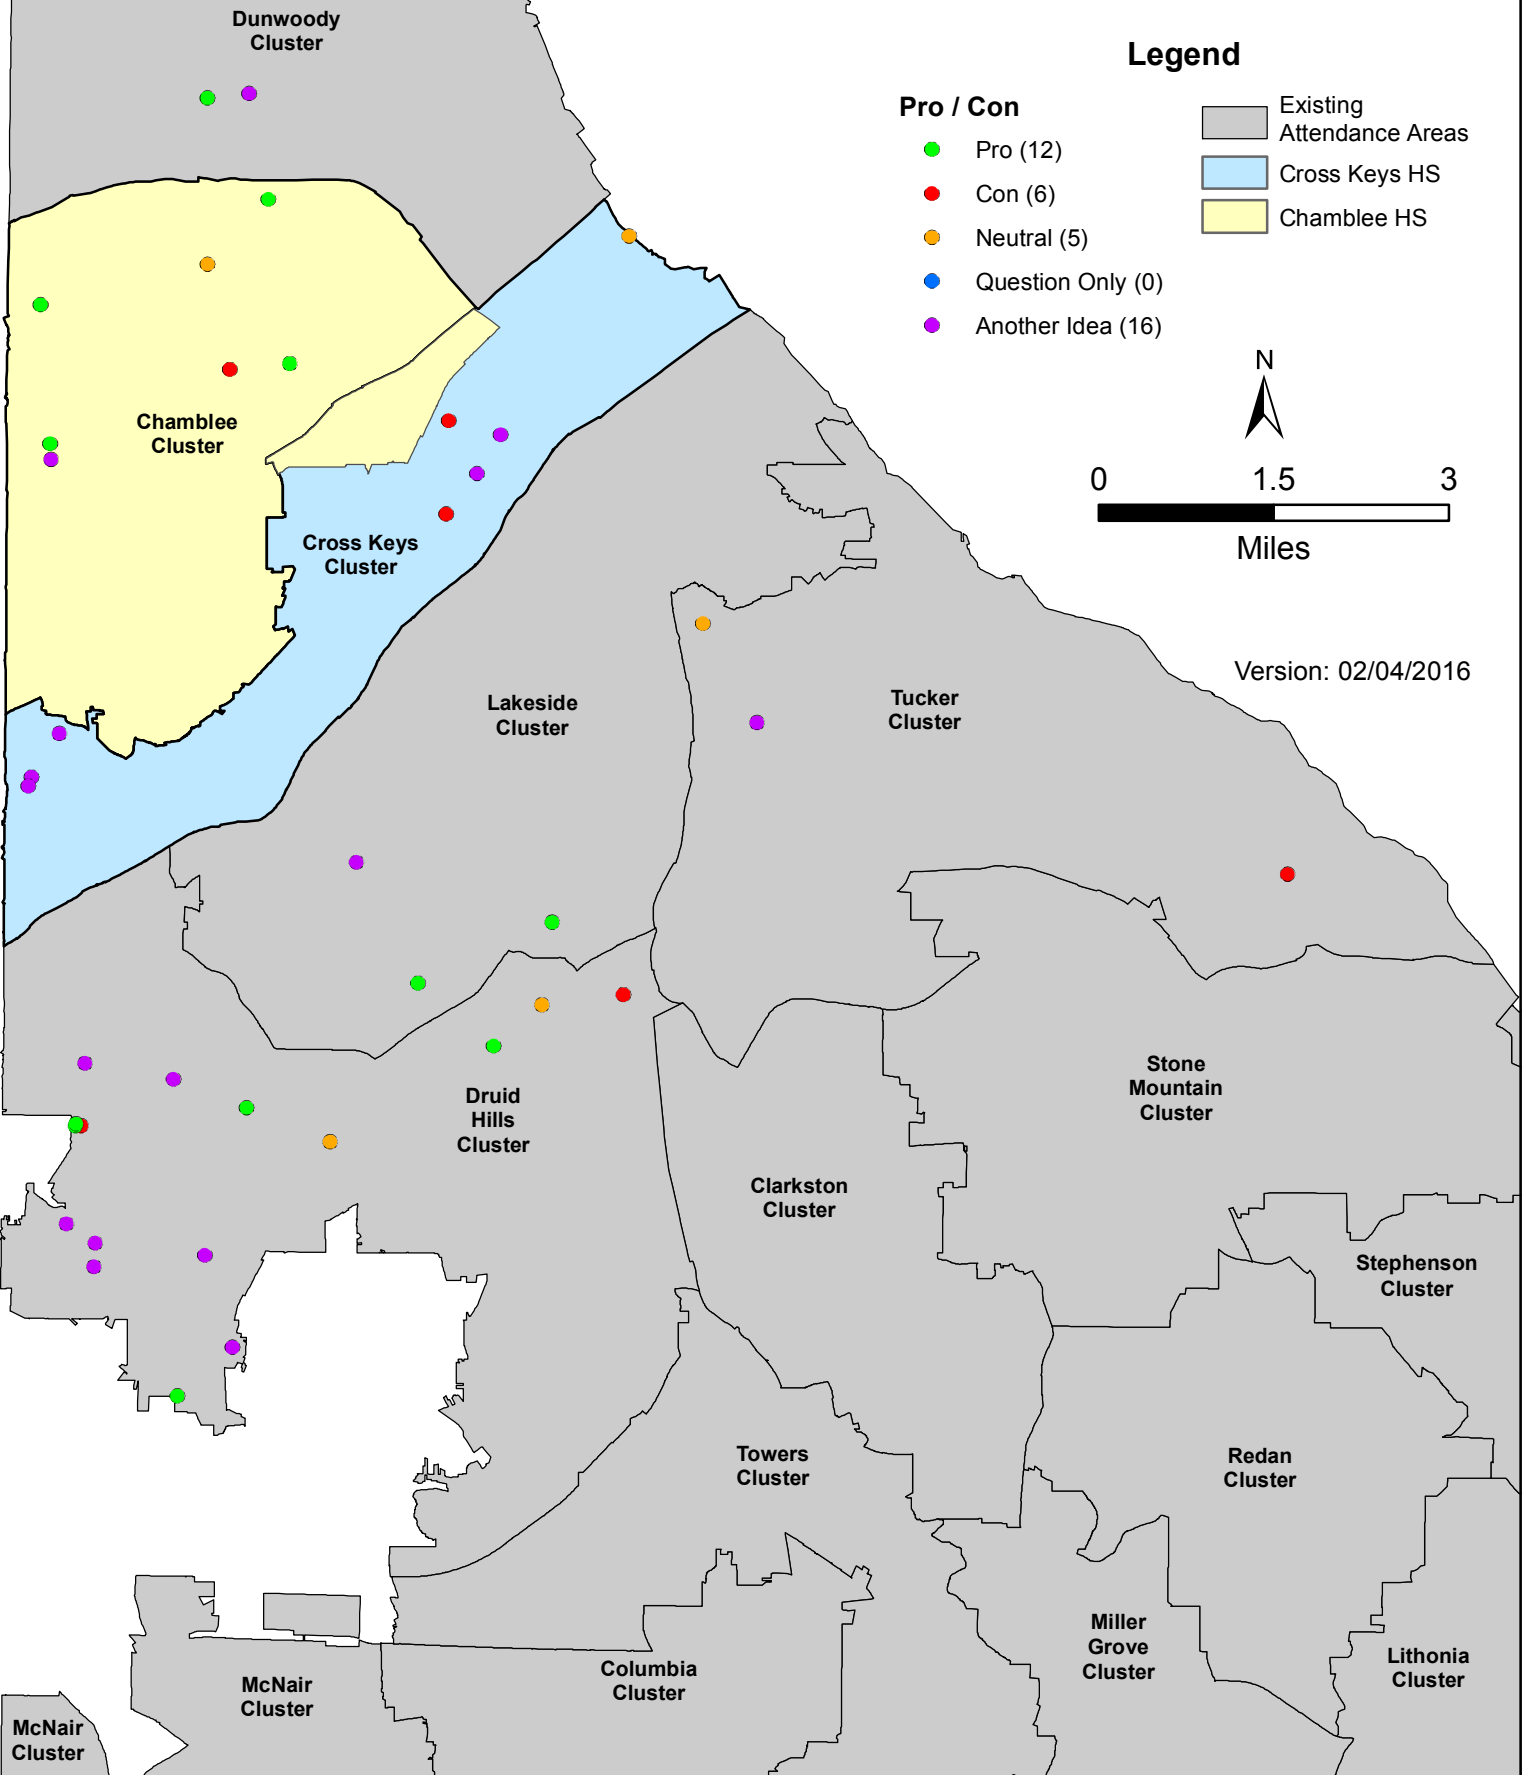 Dunwoody
Cluster
Legend
Pro / Con
Pro (12)
Con (6)
Neutral (5)
Question Only (0)
Another Idea (16)
Existing
Attendance Areas
Cross Keys HS
Chamblee HS
N
0 1.5 3
Miles
Version: 02/04/2016
Chamblee
Cluster
Cross Keys
Cluster
Lakeside
Cluster
Tucker
Cluster
Druid
Hills
Cluster
Stone
Mountain
Cluster
Clarkston
Cluster
Stephenson
Cluster
Towers
Cluster
Redan
Cluster
Miller
Grove
Cluster
Lithonia
Cluster
Columbia
Cluster
McNair
Cluster
McNair
Cluster